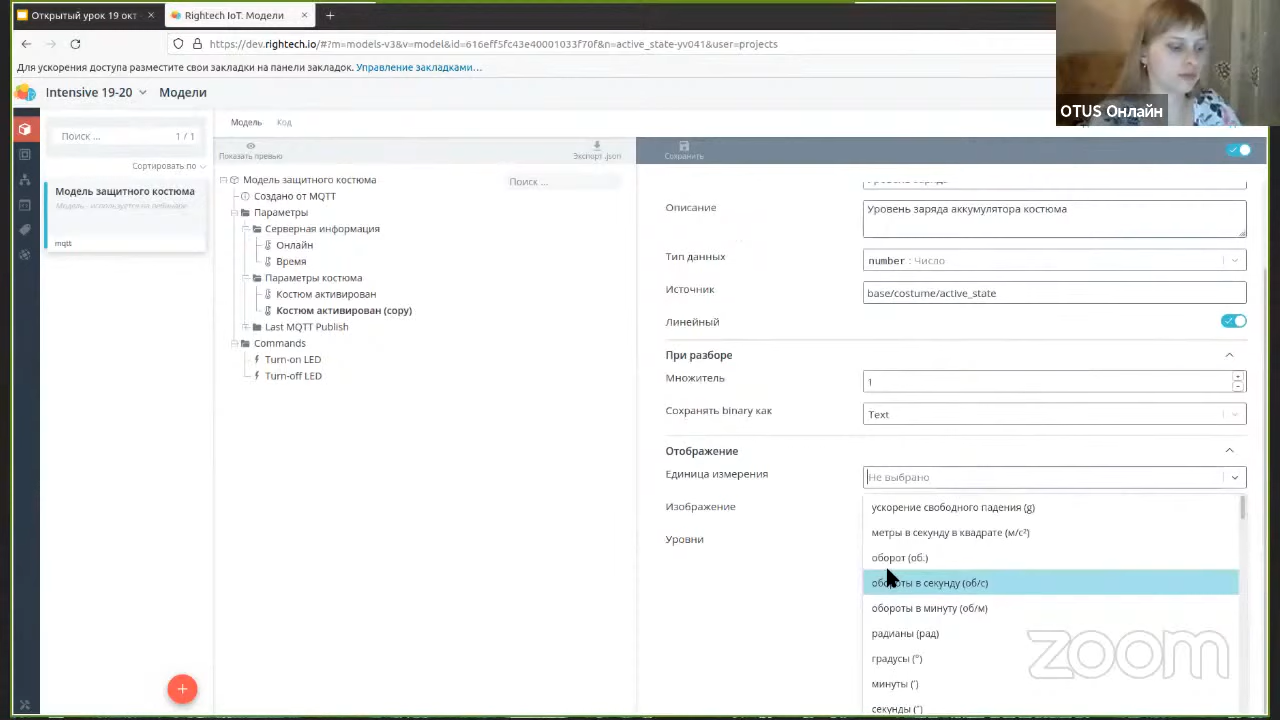 Открытый урок 19 окт
Rightech IoT. Модели
https://dev.rightech.io/#?m=models-v3&v=model&id=616eff5fc43e40001033f70f&n=active_state-yv041&user=projects
Для ускорения доступа разместите свои закладки на панели закладок. Управление закладками…
Intensive 19-20
Модели
OTUS Онлайн
Поиск ...
1 / 1
Сортировать по
Модель защитного костюма
mqtt
Модель
Код
Показать превью
Экспорт .json
Поиск ...
Модель защитного костюма
Создано от MQTT
Параметры
Серверная информация
Онлайн
Время
Параметры костюма
Костюм активирован
Костюм активирован (copy)
Last MQTT Publish
Commands
Turn-on LED
Turn-off LED
Сохранить
Описание
Уровень заряда аккумулятора костюма
Тип данных
number : Число
Источник
base/costume/active_state
Линейный
При разборе
Множитель
1
Сохранять binary как
Text
Отображение
Единица измерения
Не выбрано
Изображение
Уровни
ускорение свободного падения (g)
метры в секунду в квадрате (м/с²)
оборот (об.)
обороты в секунду (об/с)
обороты в минуту (об/м)
радианы (рад)
градусы (°)
минуты (′)
секунды (″)
zoom